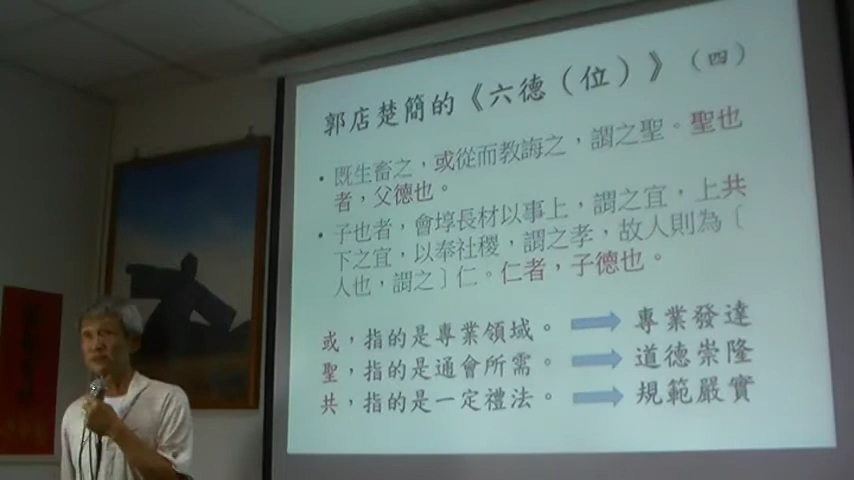 郭店楚簡的《六德（位）》（四）
• 既生畜之，或從而教誨之，謂之聖。聖也
者，父德也。
• 子也者，會埻長材以事上，謂之宜，上共
下之宜，以奉社稷，謂之孝，故人則為〔
人也，謂之〕仁。仁者，子德也。
或，指的是專業領域。 專業發達
聖，指的是通會所需。 道德崇隆
共，指的是一定禮法。 規範嚴實